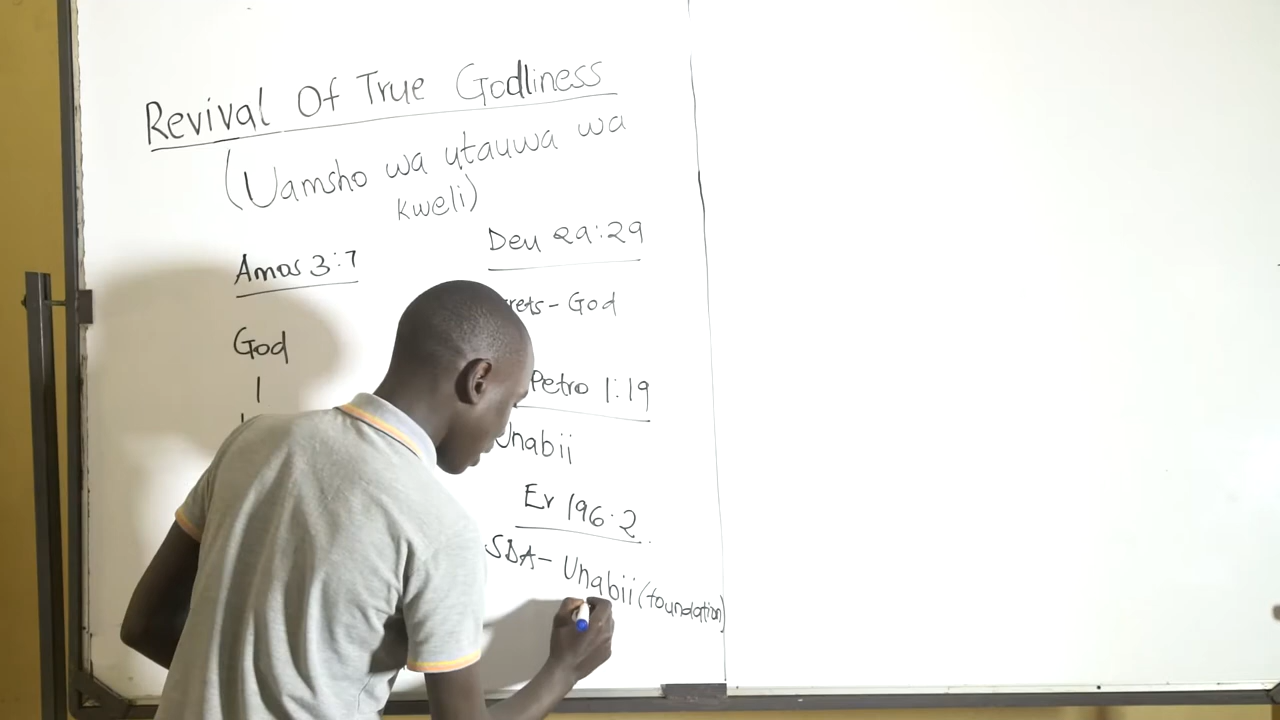 Revival Of True Godliness
(Uamsho wa utauwa wa
kweli)
Amos 3:7
God
Deu 29:29
rets - God
Petro 1:19
Unabii
Ev 196.2
SDA - Unabii (foundation)